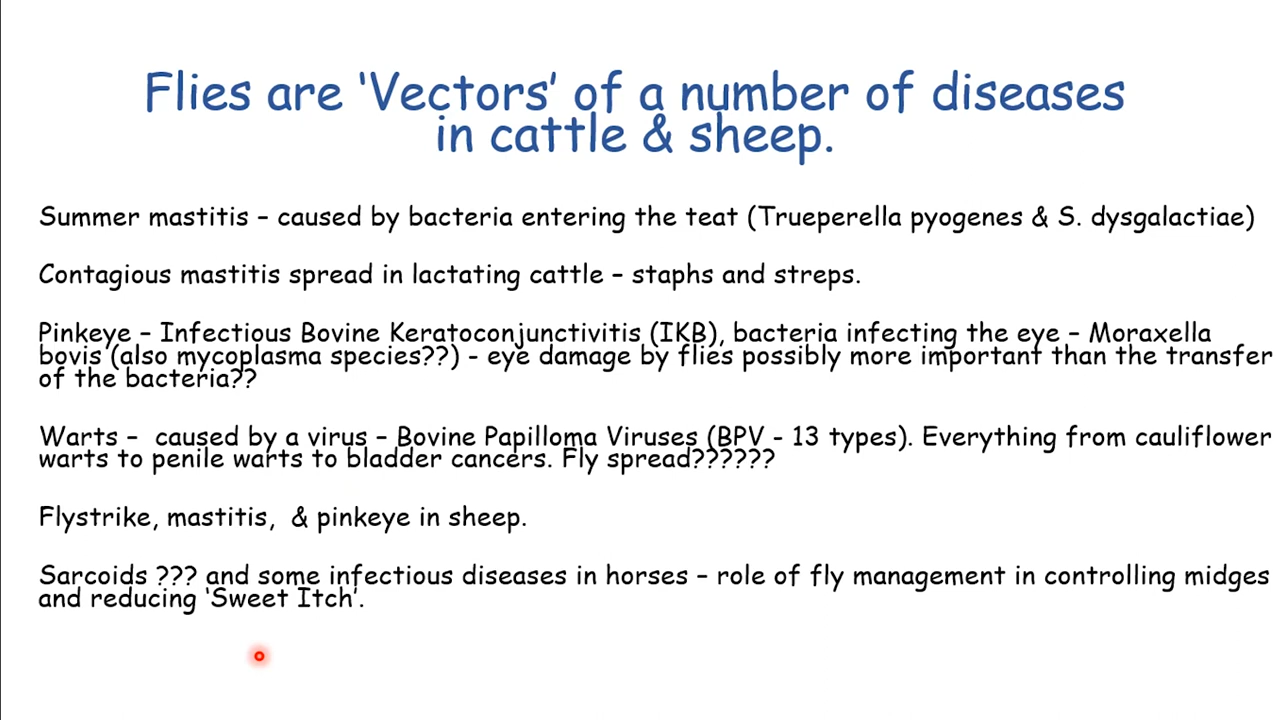 Flies are ‘Vectors’ of a number of diseases
in cattle & sheep.
Summer mastitis – caused by bacteria entering the teat (Trueperella pyogenes & S. dysgalactiae)
Contagious mastitis spread in lactating cattle – staphs and streps.
Pinkeye – Infectious Bovine Keratoconjunctivitis (IKB), bacteria infecting the eye – Moraxella
bovis (also mycoplasma species??) - eye damage by flies possibly more important than the transfer
of the bacteria??
Warts –  caused by a virus – Bovine Papilloma Viruses (BPV - 13 types). Everything from cauliflower
warts to penile warts to bladder cancers. Fly spread??????
Flystrike, mastitis,  & pinkeye in sheep.
Sarcoids ??? and some infectious diseases in horses – role of fly management in controlling midges
and reducing ‘Sweet Itch’.